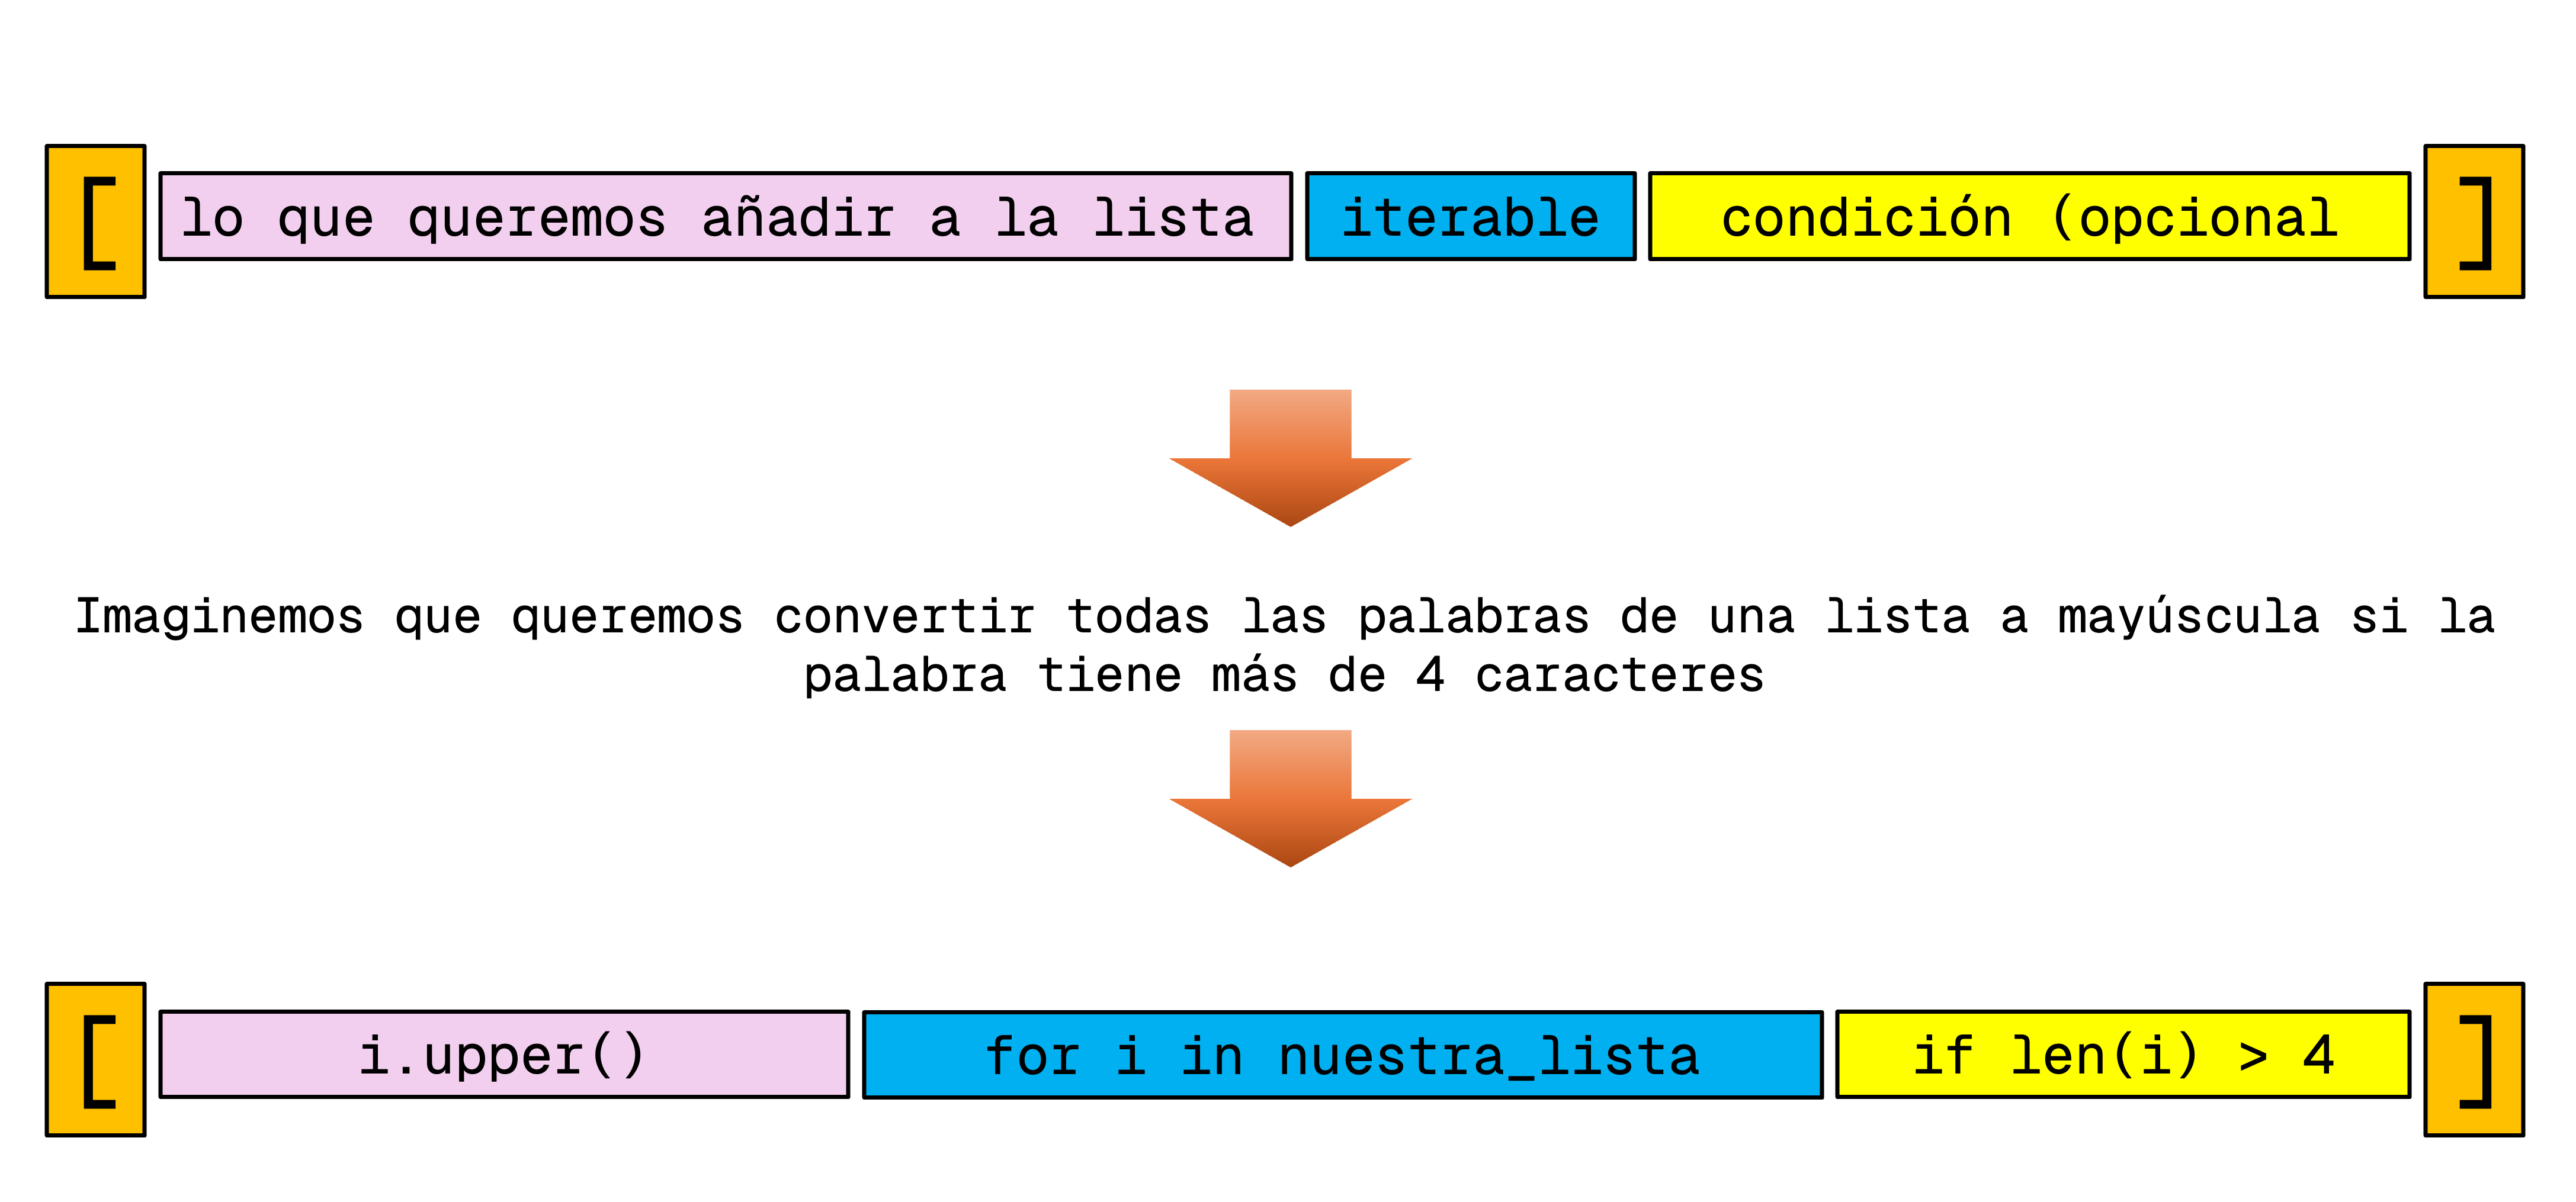 [ lo que queremos añadir a la lista iterable condición (opcional ]
Imaginemos que queremos convertir todas las palabras de una lista a mayúscula si la
palabra tiene más de 4 caracteres
[ i.upper() for i in nuestra_lista if len(i) > 4 ]